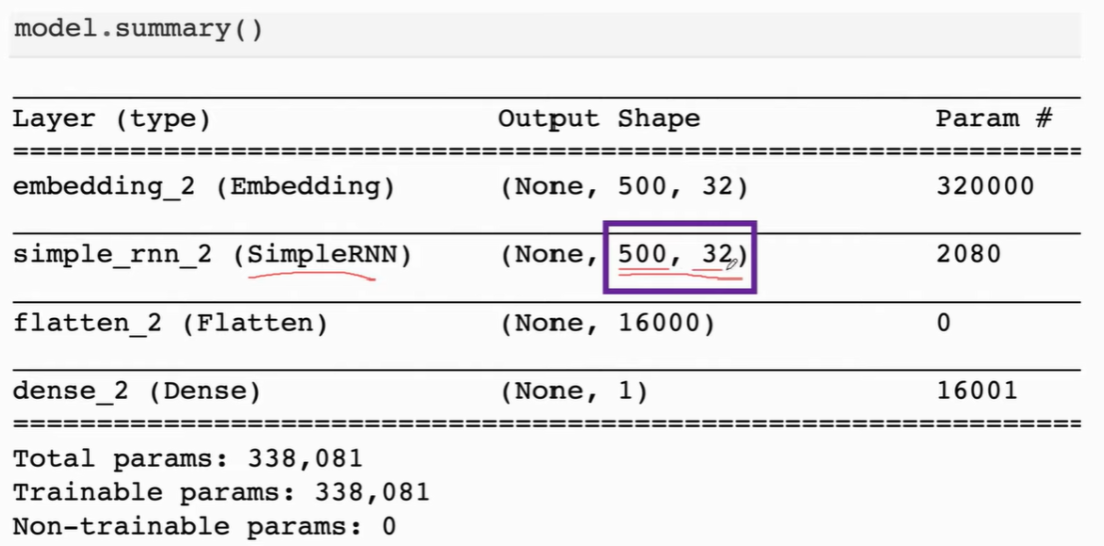 model.summary()
Layer (type) Output Shape Param #
embedding_2 (Embedding) (None, 500, 32) 320000
simple_rnn_2 (SimpleRNN) (None, 500, 32) 2080
flatten_2 (Flatten) (None, 16000) 0
dense_2 (Dense) (None, 1) 16001
Total params: 338,081
Trainable params: 338,081
Non-trainable params: 0